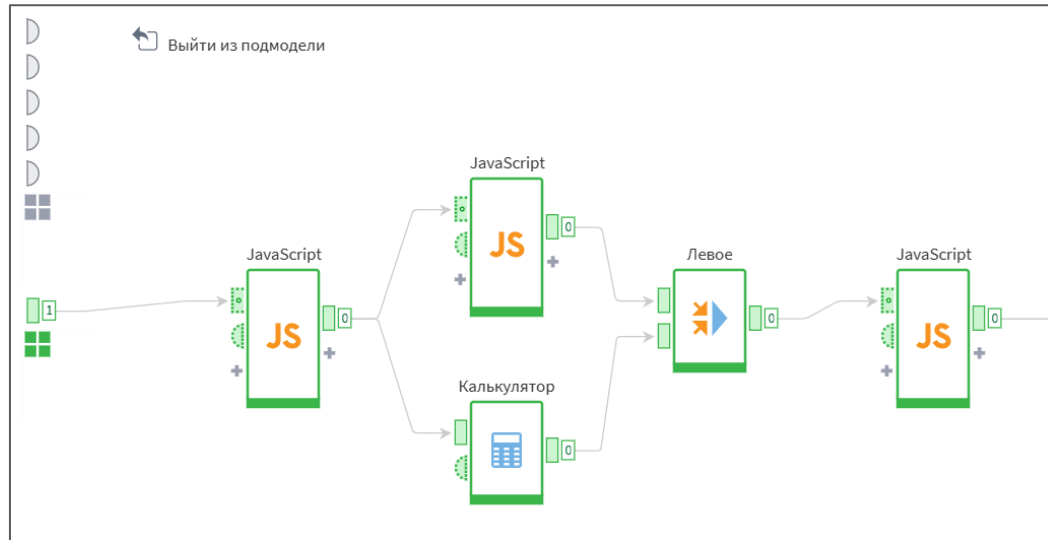 Выйти из подмодели
JavaScript
JS
0
JavaScript
JS
0
Левое
0
JavaScript
JS
0
1
Калькулятор
0